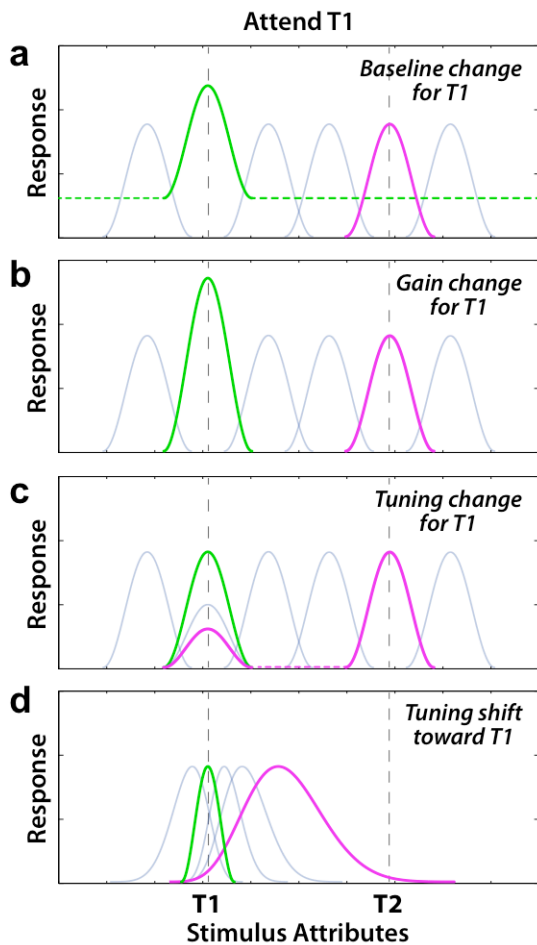 Attend T1
a
Baseline change
for T1
Response
b
Gain change
for T1
Response
c
Tuning change
for T1
Response
d
Tuning shift
toward T1
Response
T1 T2
Stimulus Attributes